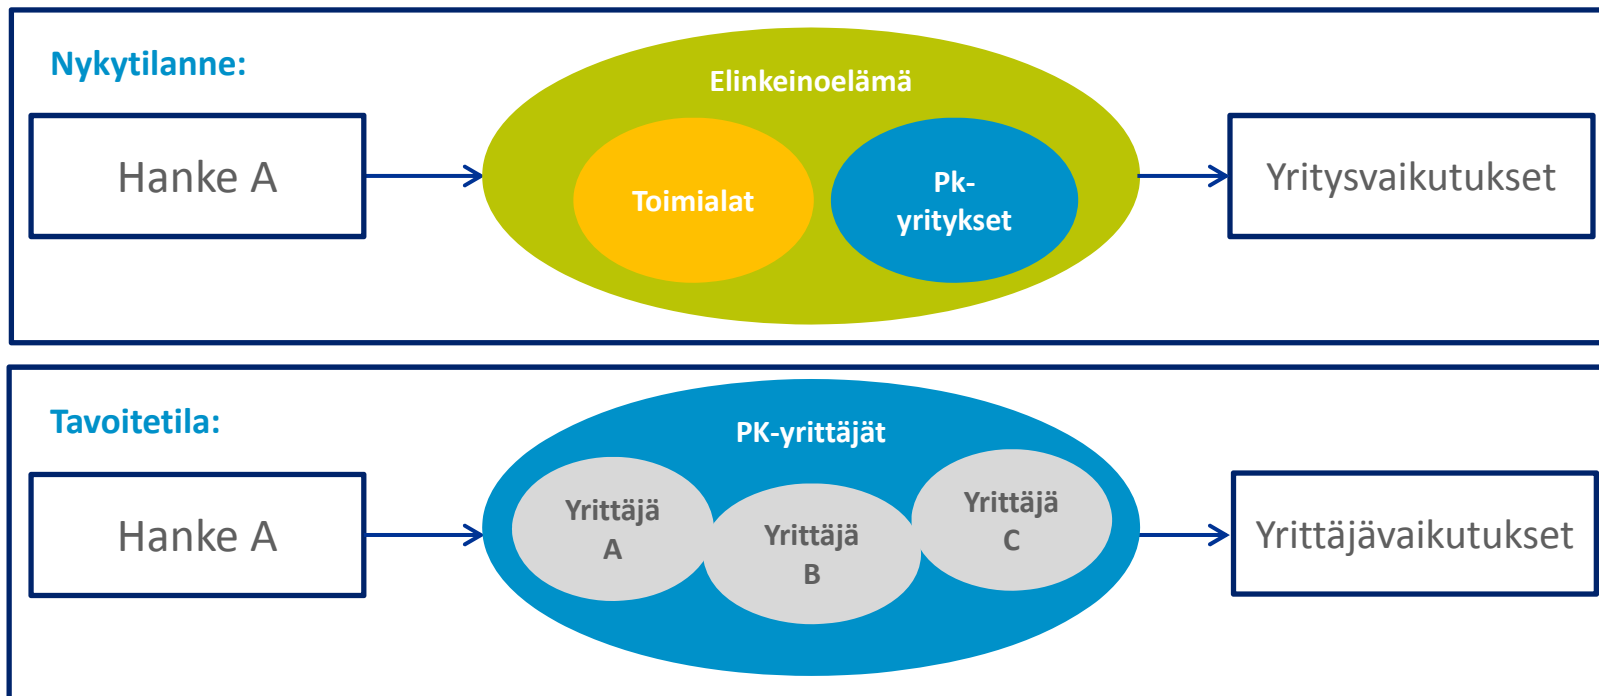 Nykytilanne:
Elinkeinoelämä
Hanke A
Toimialat
Pk-
yritykset
Yritysvaikutukset
Tavoitetila:
PK-yrittäjät
Hanke A
Yrittäjä
A
Yrittäjä
B
Yrittäjä
C
Yrittäjävaikutukset